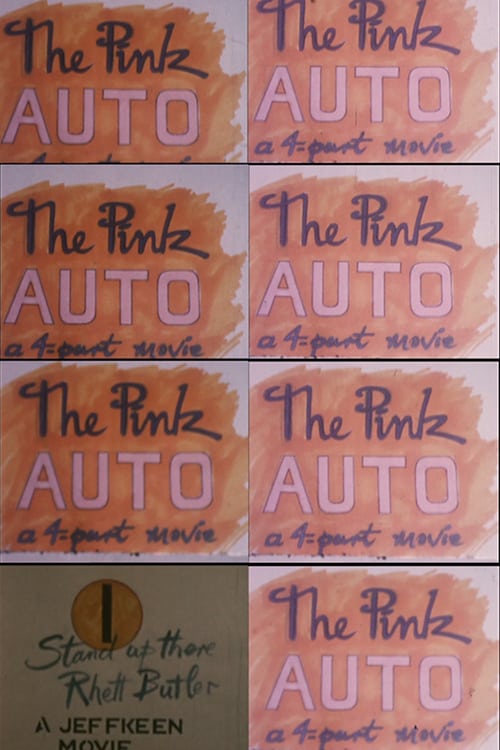 The Pink
AUTO
The Pink
AUTO
a 4=part movie
The Pink
AUTO
a 4=part movie
The Pink
AUTO
a 4=part movie
The Pink
AUTO
a 4=part movie
The Pink
AUTO
a 4=part movie
I
Stand up there
Rhett Butler
A JEFFKEEN
MOVIE
The Pink
AUTO
a 4=part movie